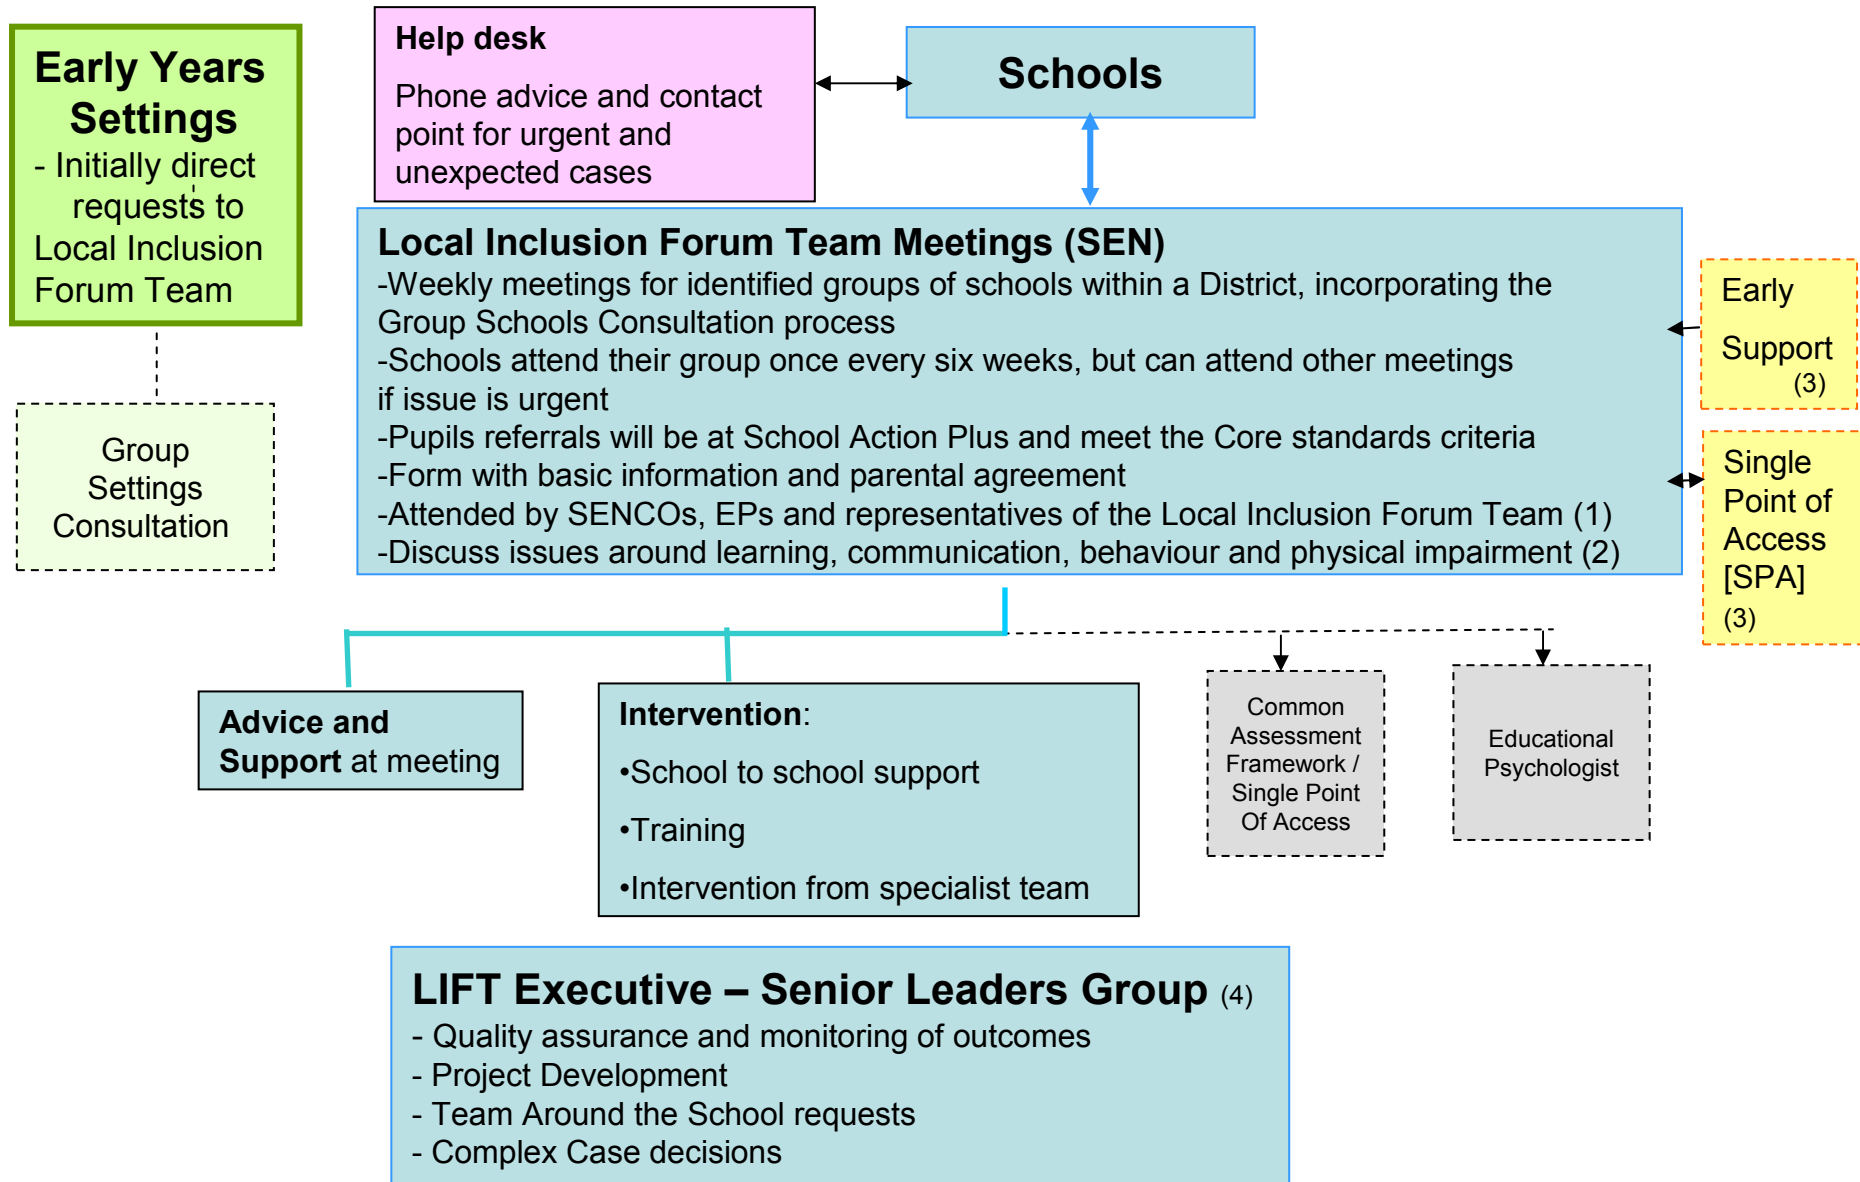 Early Years
Settings
- Initially direct
requests to
Local Inclusion
Forum Team
Group
Settings
Consultation
Help desk
Phone advice and contact
point for urgent and
unexpected cases
Schools
Local Inclusion Forum Team Meetings (SEN)
-Weekly meetings for identified groups of schools within a District, incorporating the
Group Schools Consultation process
-Schools attend their group once every six weeks, but can attend other meetings
if issue is urgent
-Pupils referrals will be at School Action Plus and meet the Core standards criteria
-Form with basic information and parental agreement
-Attended by SENCOs, EPs and representatives of the Local Inclusion Forum Team (1)
-Discuss issues around learning, communication, behaviour and physical impairment (2)
Early
Support
(3)
Single
Point of
Access
[SPA]
(3)
Advice and
Support at meeting
Intervention:
•School to school support
•Training
•Intervention from specialist team
Common
Assessment
Framework /
Single Point
Of Access
Educational
Psychologist
LIFT Executive – Senior Leaders Group (4)
- Quality assurance and monitoring of outcomes
- Project Development
- Team Around the School requests
- Complex Case decisions